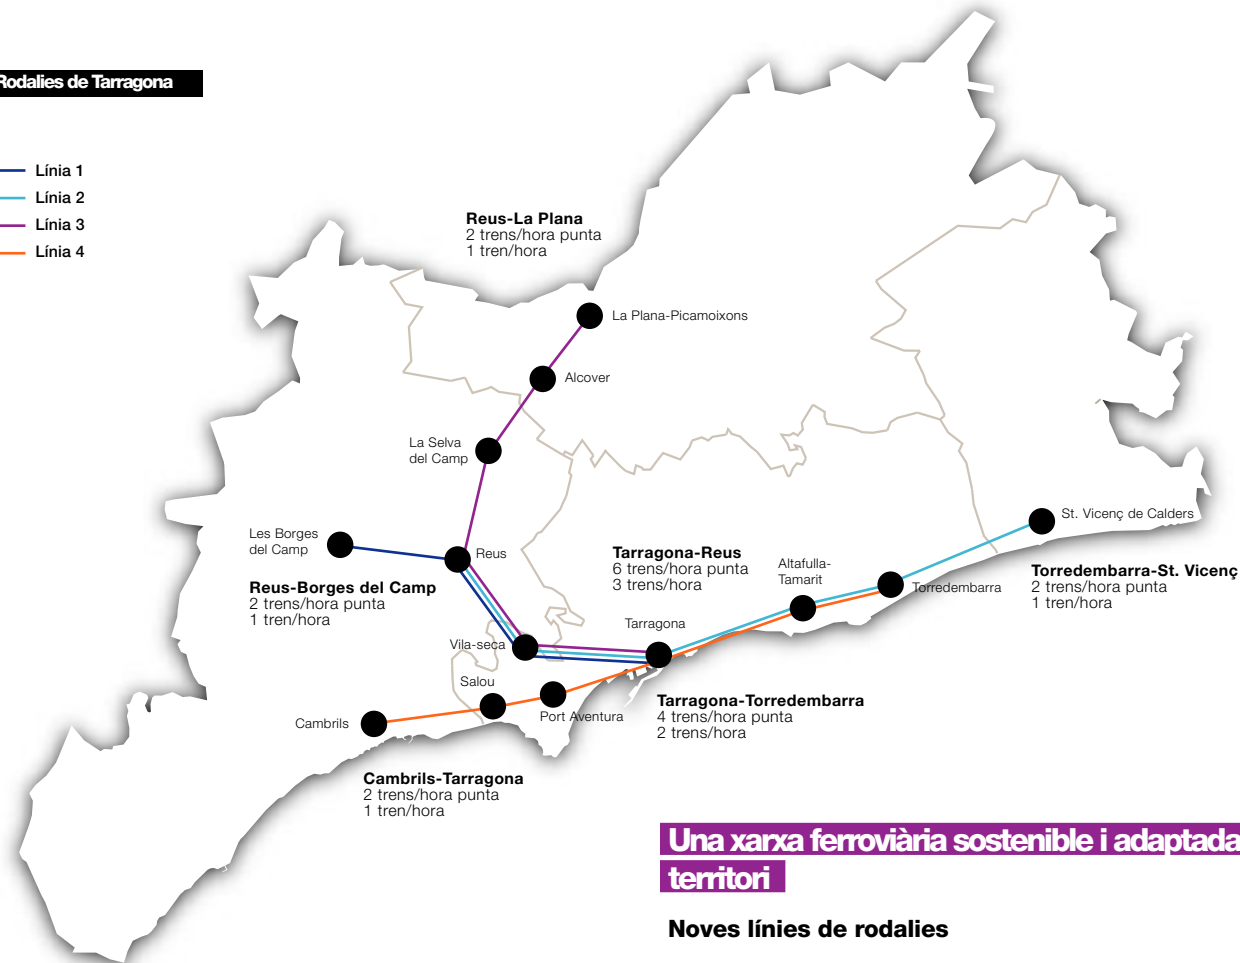 Rodalies de Tarragona
Línia 1
Línia 2
Línia 3
Línia 4
Reus-La Plana
2 trens/hora punta
1 tren/hora
La Plana-Picamoixons
Alcover
La Selva
del Camp
Les Borges
del Camp
Reus
Reus-Borges del Camp
2 trens/hora punta
1 tren/hora
Tarragona-Reus
6 trens/hora punta
3 trens/hora
Altafulla-
Tamarit
St. Vicenç de Calders
Torredembarra
Torredembarra-St. Vicenç
2 trens/hora punta
1 tren/hora
Tarragona
Vila-seca
Salou
Port Aventura
Cambrils
Tarragona-Torredembarra
4 trens/hora punta
2 trens/hora
Cambrils-Tarragona
2 trens/hora punta
1 tren/hora
Una xarxa ferroviària sostenible i adaptada
territori
Noves línies de rodalies